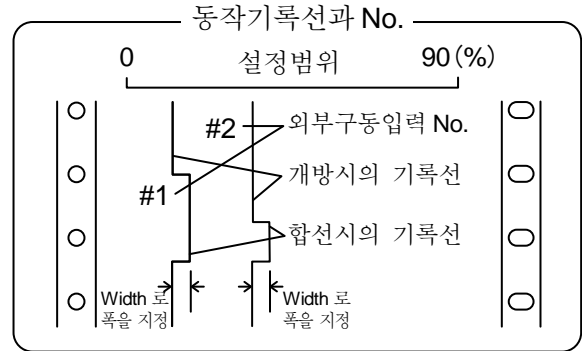 동작기록선과 No.
0 설정범위 90(%)
#2 외부구동입력 No.
개방시의 기록선
#1
합선시의 기록선
Width 로 Width 로
폭을 지정 폭을 지정